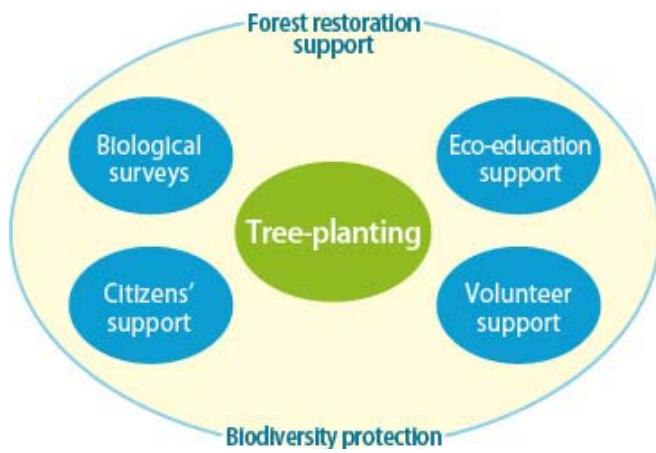 Forest restoration
support
Biological
surveys
Eco-education
support
Tree-planting
Citizens'
support
Volunteer
support
Biodiversity protection